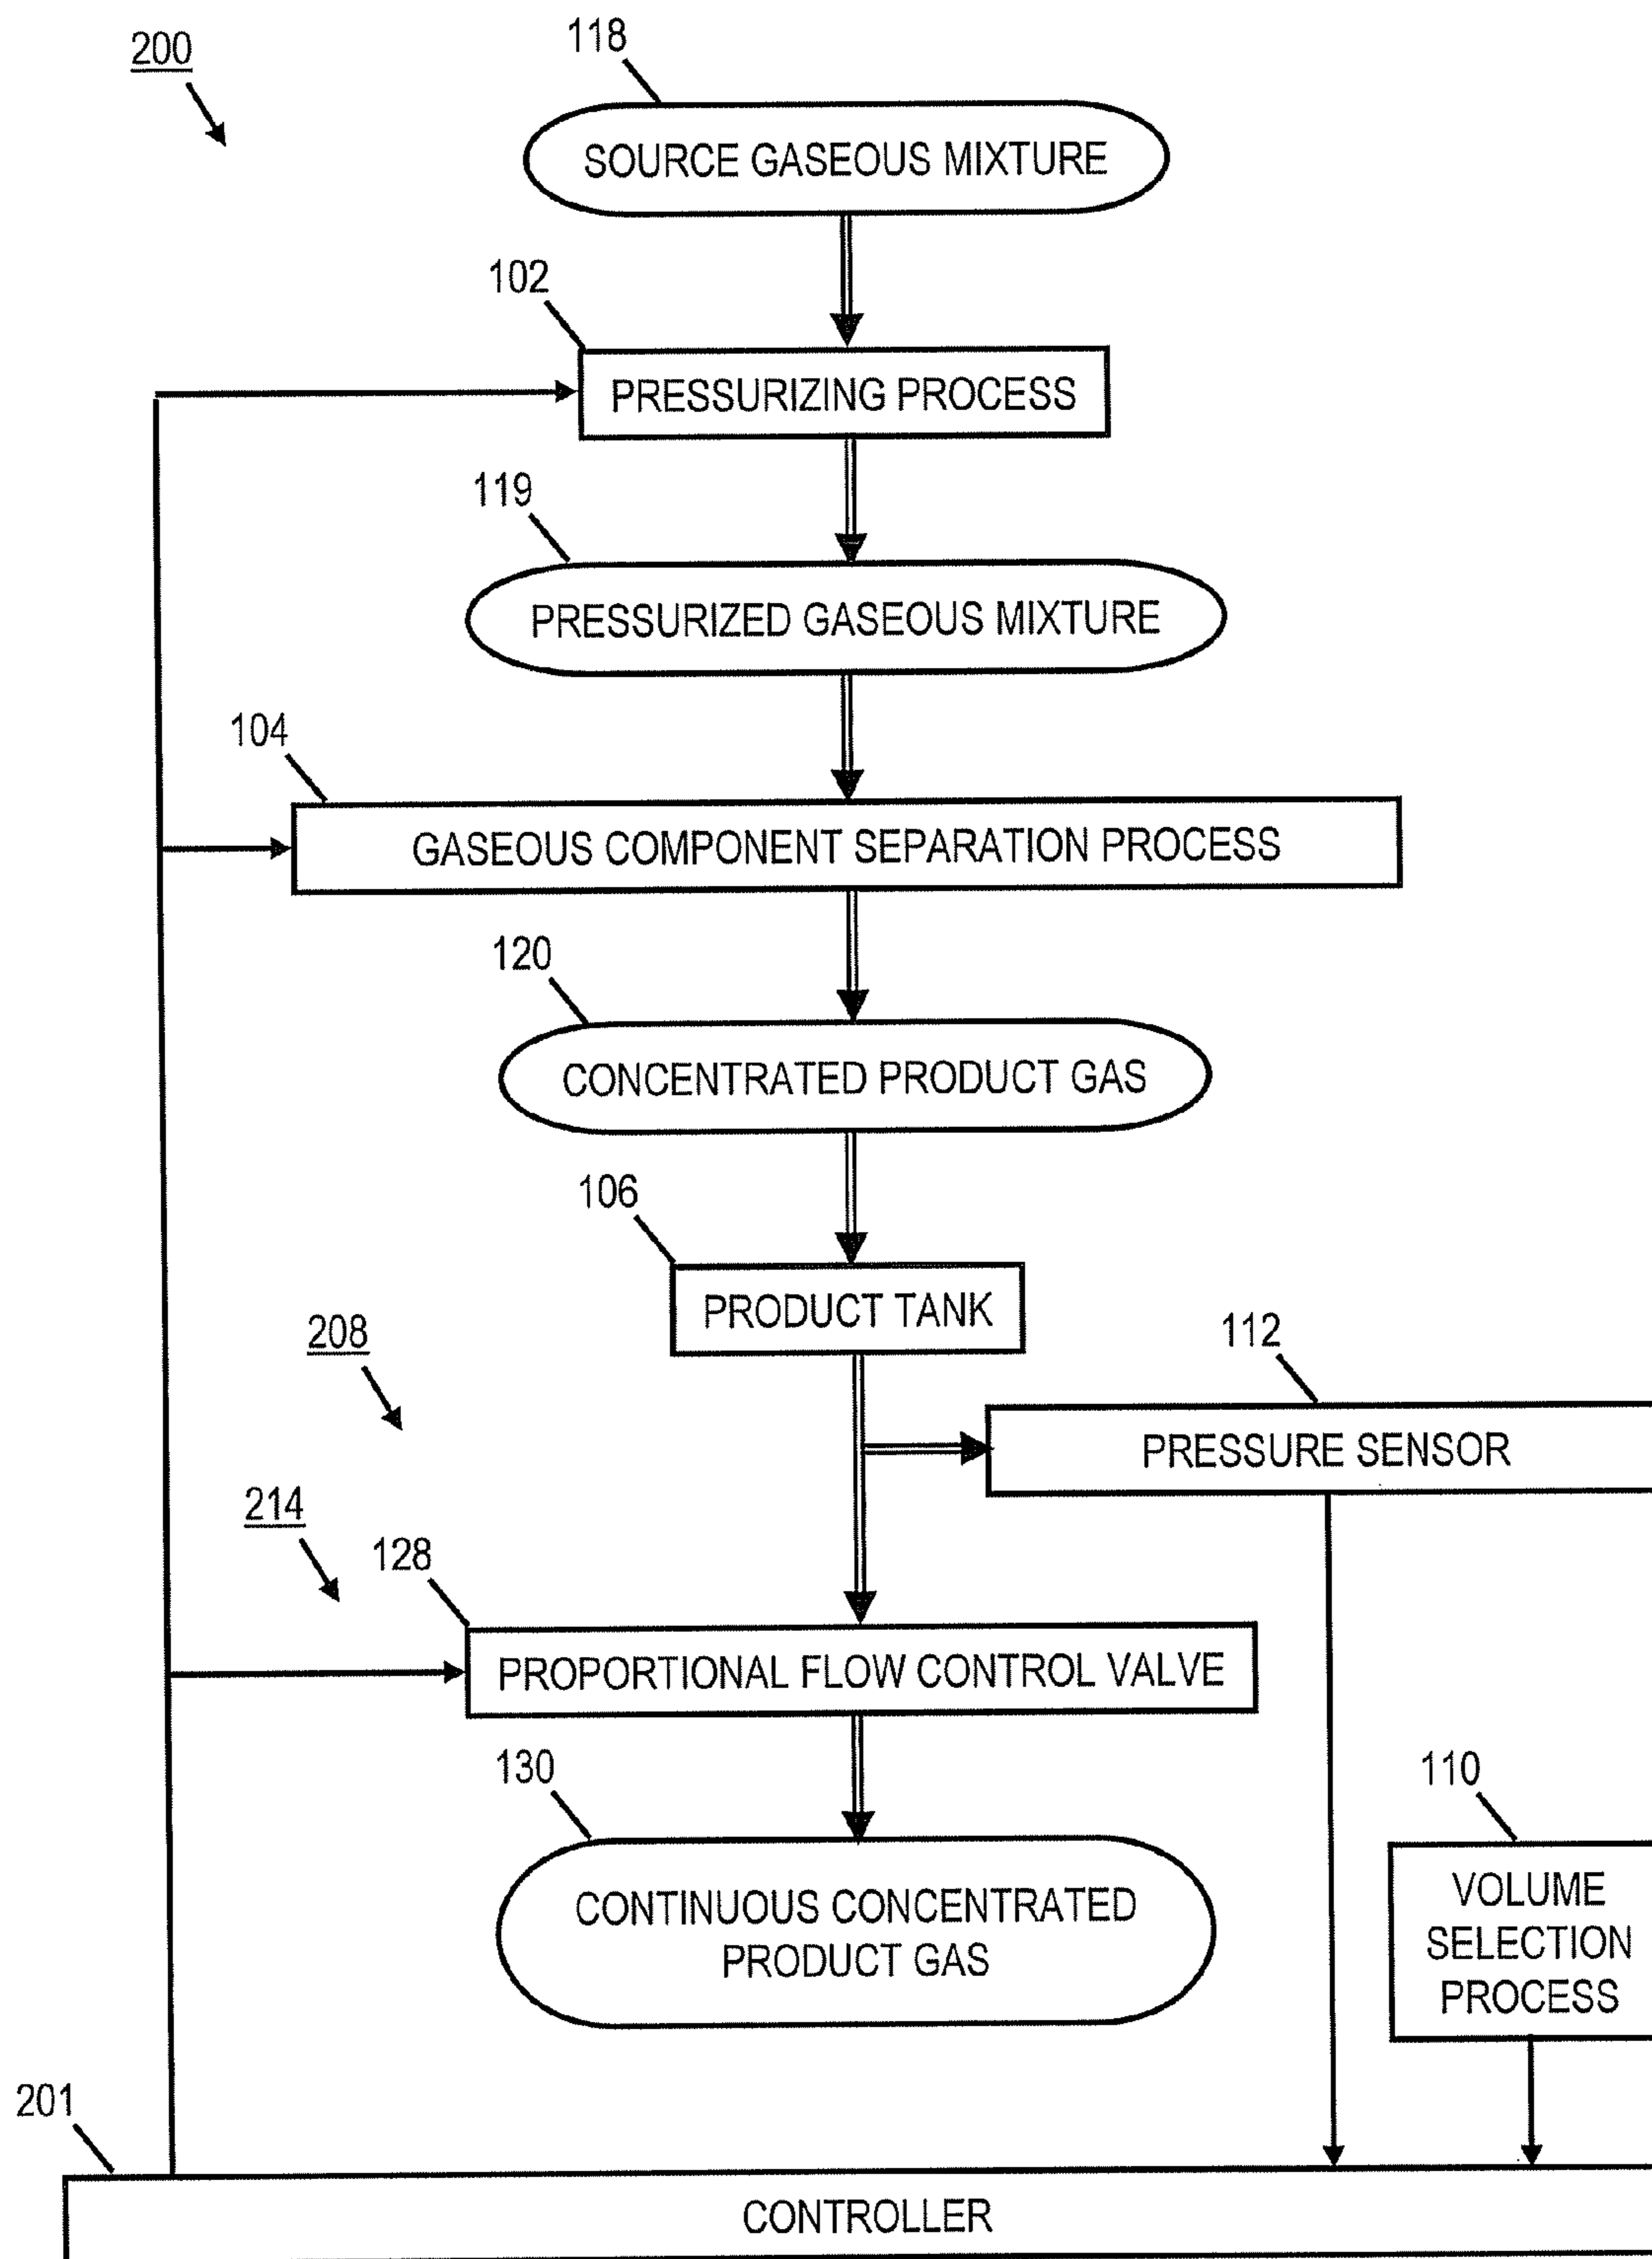 200
118
SOURCE GASEOUS MIXTURE
102
PRESSURIZING PROCESS
119
PRESSURIZED GASEOUS MIXTURE
104
GASEOUS COMPONENT SEPARATION PROCESS
120
CONCENTRATED PRODUCT GAS
106
PRODUCT TANK
208
112
PRESSURE SENSOR
214
128
PROPORTIONAL FLOW CONTROL VALVE
130
CONTINUOUS CONCENTRATED
PRODUCT GAS
110
VOLUME
SELECTION
PROCESS
201
CONTROLLER